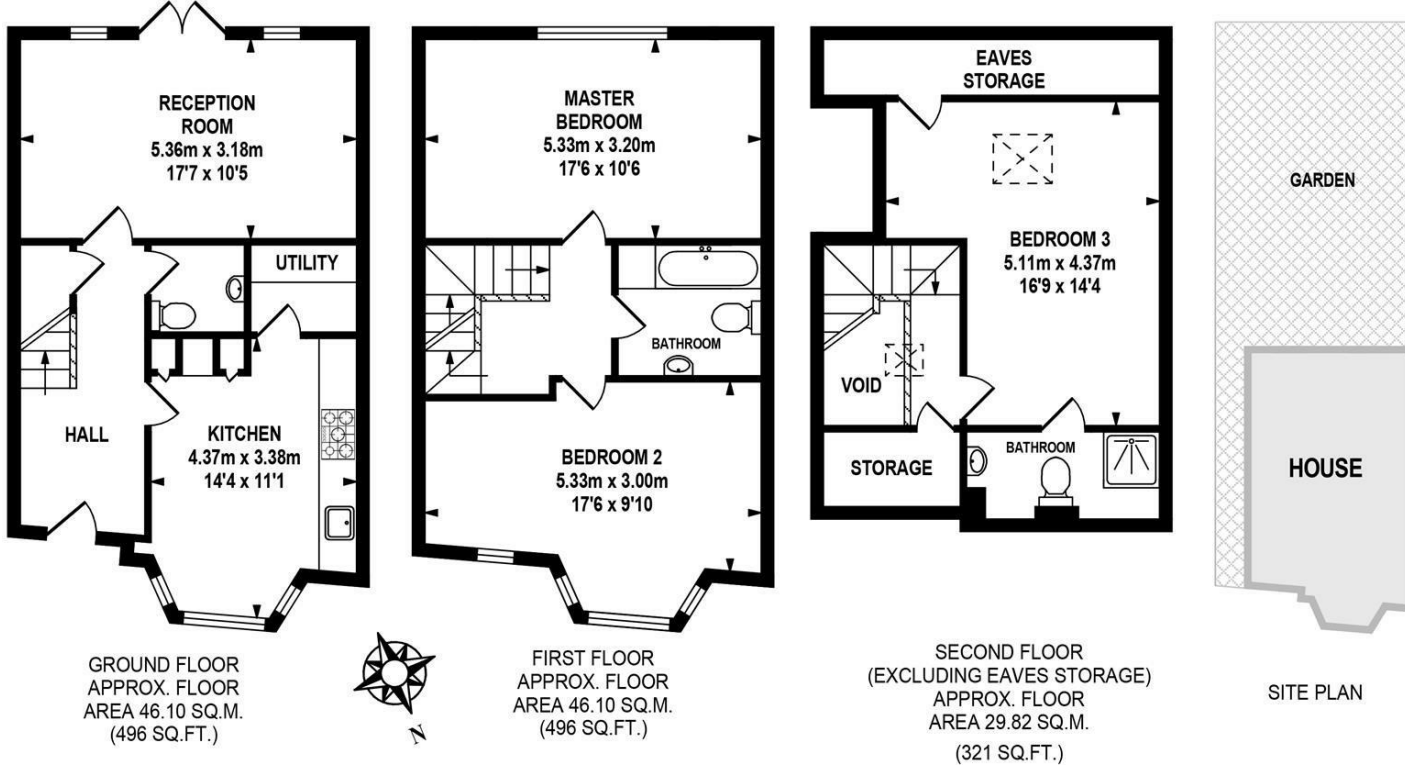 RECEPTION
ROOM
5.36m x 3.18m
17'7 x 10'5
UTILITY
HALL
KITCHEN
4.37m x 3.38m
14'4 x 11'1
GROUND FLOOR
APPROX. FLOOR
AREA 46.10 SQ.M.
(496 SQ.FT.)
N
MASTER
BEDROOM
5.33m x 3.20m
17'6 x 10'6
BATHROOM
BEDROOM 2
5.33m x 3.00m
17'6 x 9'10
FIRST FLOOR
APPROX. FLOOR
AREA 46.10 SQ.M.
(496 SQ.FT.)
EAVES
STORAGE
BEDROOM 3
5.11m x 4.37m
16'9 x 14'4
VOID
STORAGE
BATHROOM
SECOND FLOOR
(EXCLUDING EAVES STORAGE)
APPROX. FLOOR
AREA 29.82 SQ.M.
(321 SQ.FT.)
GARDEN
HOUSE
SITE PLAN